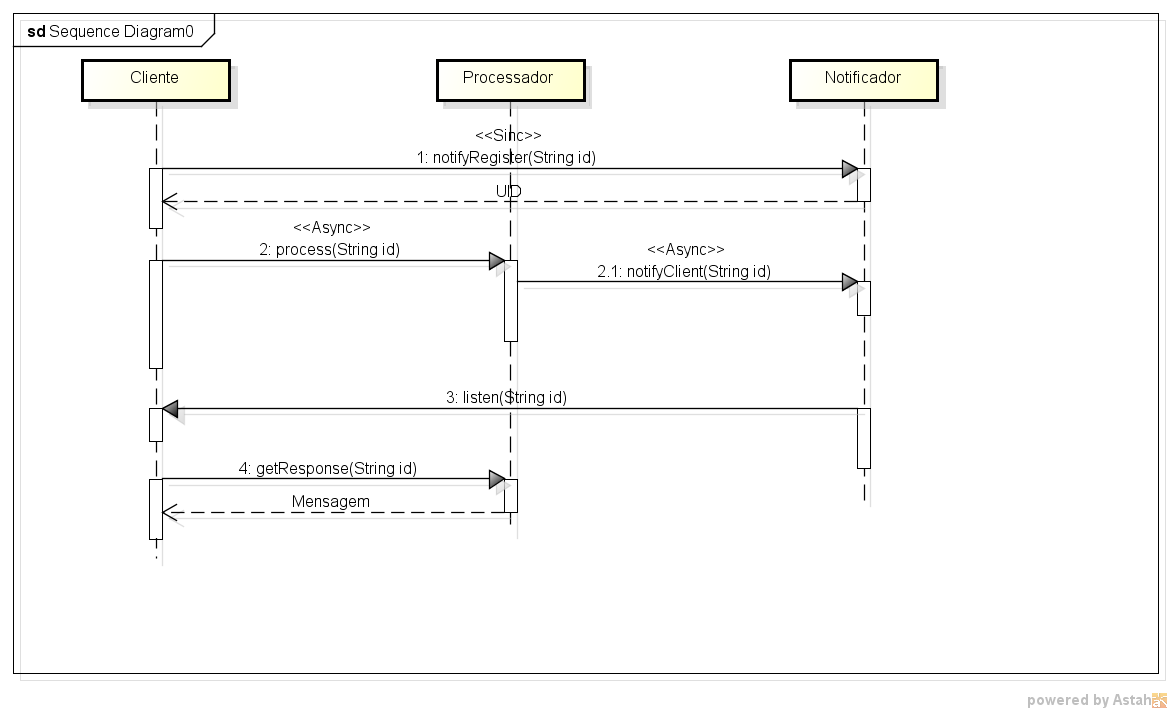 sd Sequence Diagram0
Cliente
Processador
Notificador
<<Sinc>>
1: notifyRegister(String id)
UID
<<Async>>
2: process(String id)
<<Async>>
2.1: notifyClient(String id)
3: listen(String id)
4: getResponse(String id)
Mensagem
powered by Astah